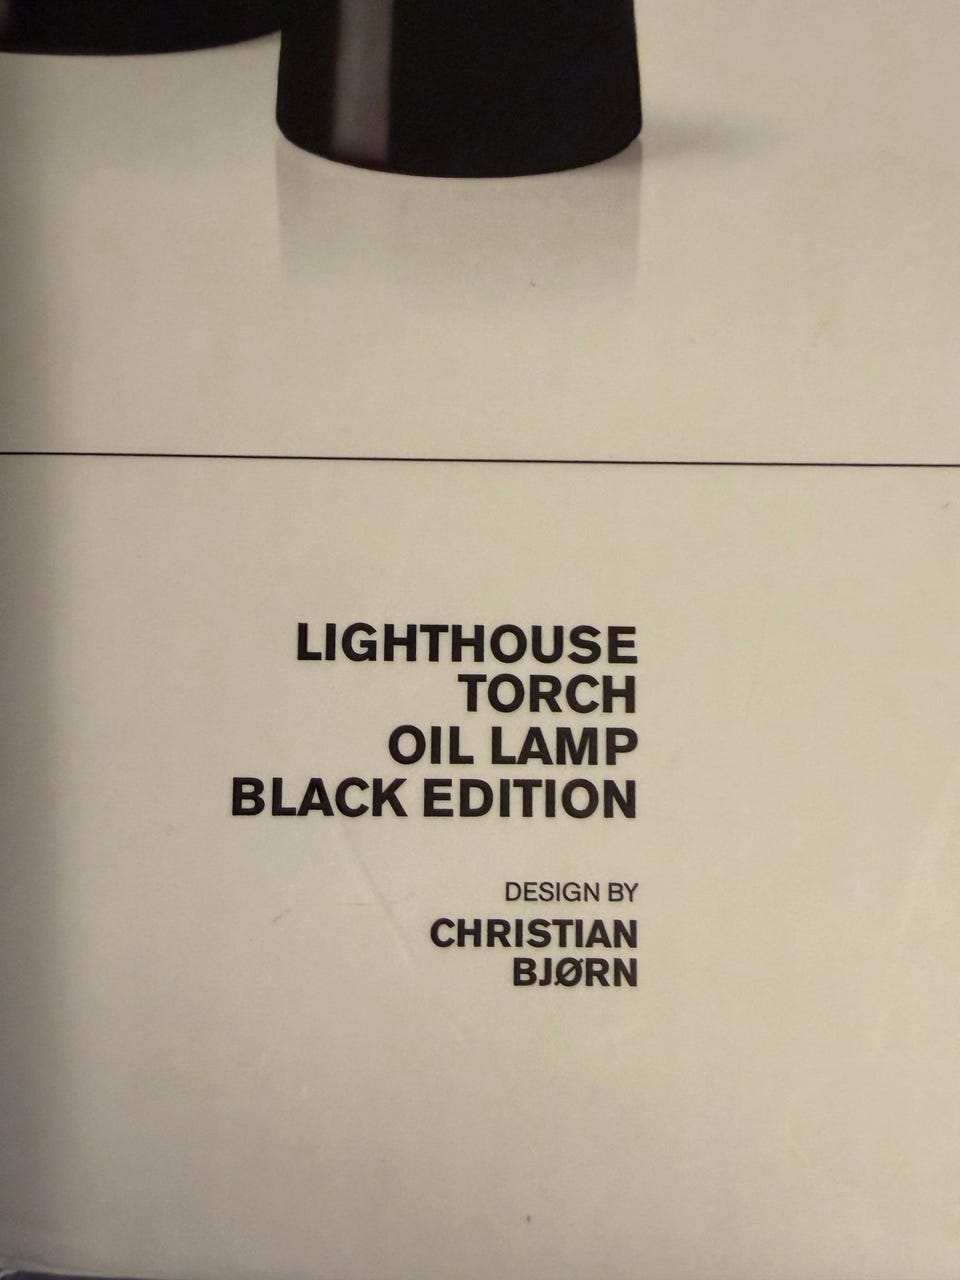 LIGHTHOUSE
TORCH
OIL LAMP
BLACK EDITION
DESIGN BY
CHRISTIAN
BJØRN